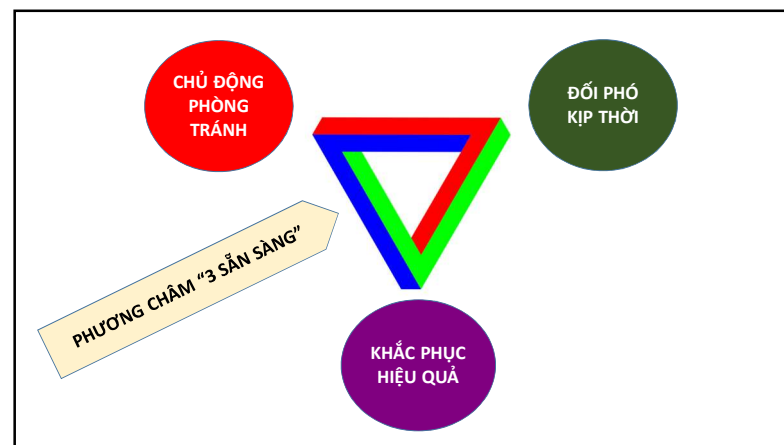 CHỦ ĐỘNG
PHÒNG
TRÁNH
ĐỐI PHÓ
KỊP THỜI
PHƯƠNG CHÂM “3 SẴN SÀNG”
KHẮC PHỤC
HIỆU QUẢ